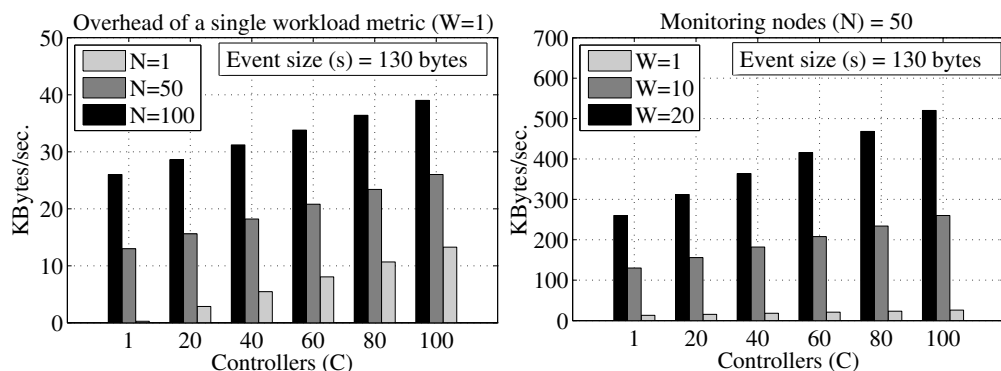 Overhead of a single workload metric (W=1)
50
40
30
20
10
0
KBytes/sec.
N=1
N=50
N=100
Event size (s) = 130 bytes
1 20 40 60 80 100
Controllers (C)
Monitoring nodes (N) = 50
700
600
500
400
300
200
100
0
KBytes/sec.
W=1
W=10
W=20
Event size (s) = 130 bytes
1 20 40 60 80 100
Controllers (C)